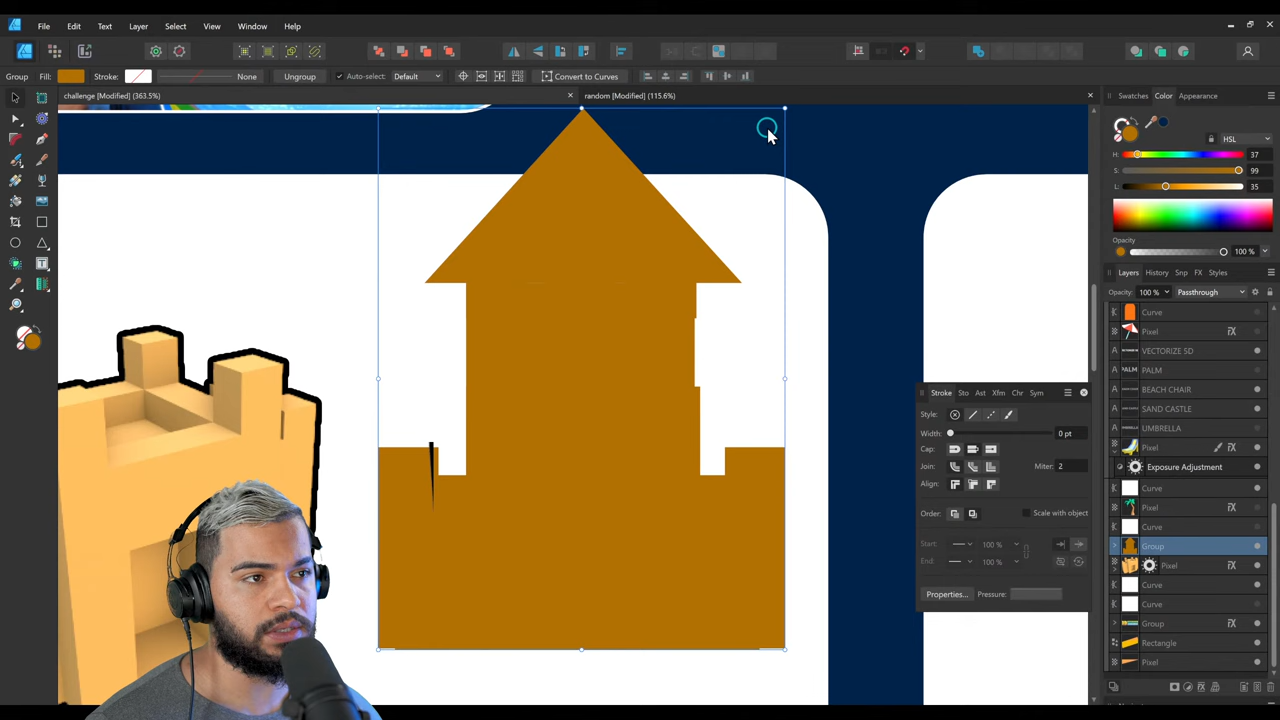 File Edit Text Layer Select View Window Help
Group Fill: Stroke: None Ungroup Auto-select: Default Convert to Curves
challenge [Modified] (363.5%)
random [Modified] (115.6%)
Swatches Color Appearance
HSL
H: 37
S: 99
L: 35
Opacity
100 %
Layers History Snp FX Styles
Opacity: 100 % Passthrough
Curve
Pixel
VECTORIZE SD
PALM
BEACH CHAIR
SAND CASTLE
UMBRELLA
Pixel
Exposure Adjustment
Curve
Pixel
Curve
Group
Pixel
Curve
Curve
Group
Rectangle
Pixel
Stroke Sto Ast Xfm Chr Sym
Style:
Width: 0 pt
Cap:
Join: Miter: 2
Align:
Order: Scale with object
Start: 100 %
End: 100 %
Properties... Pressure: